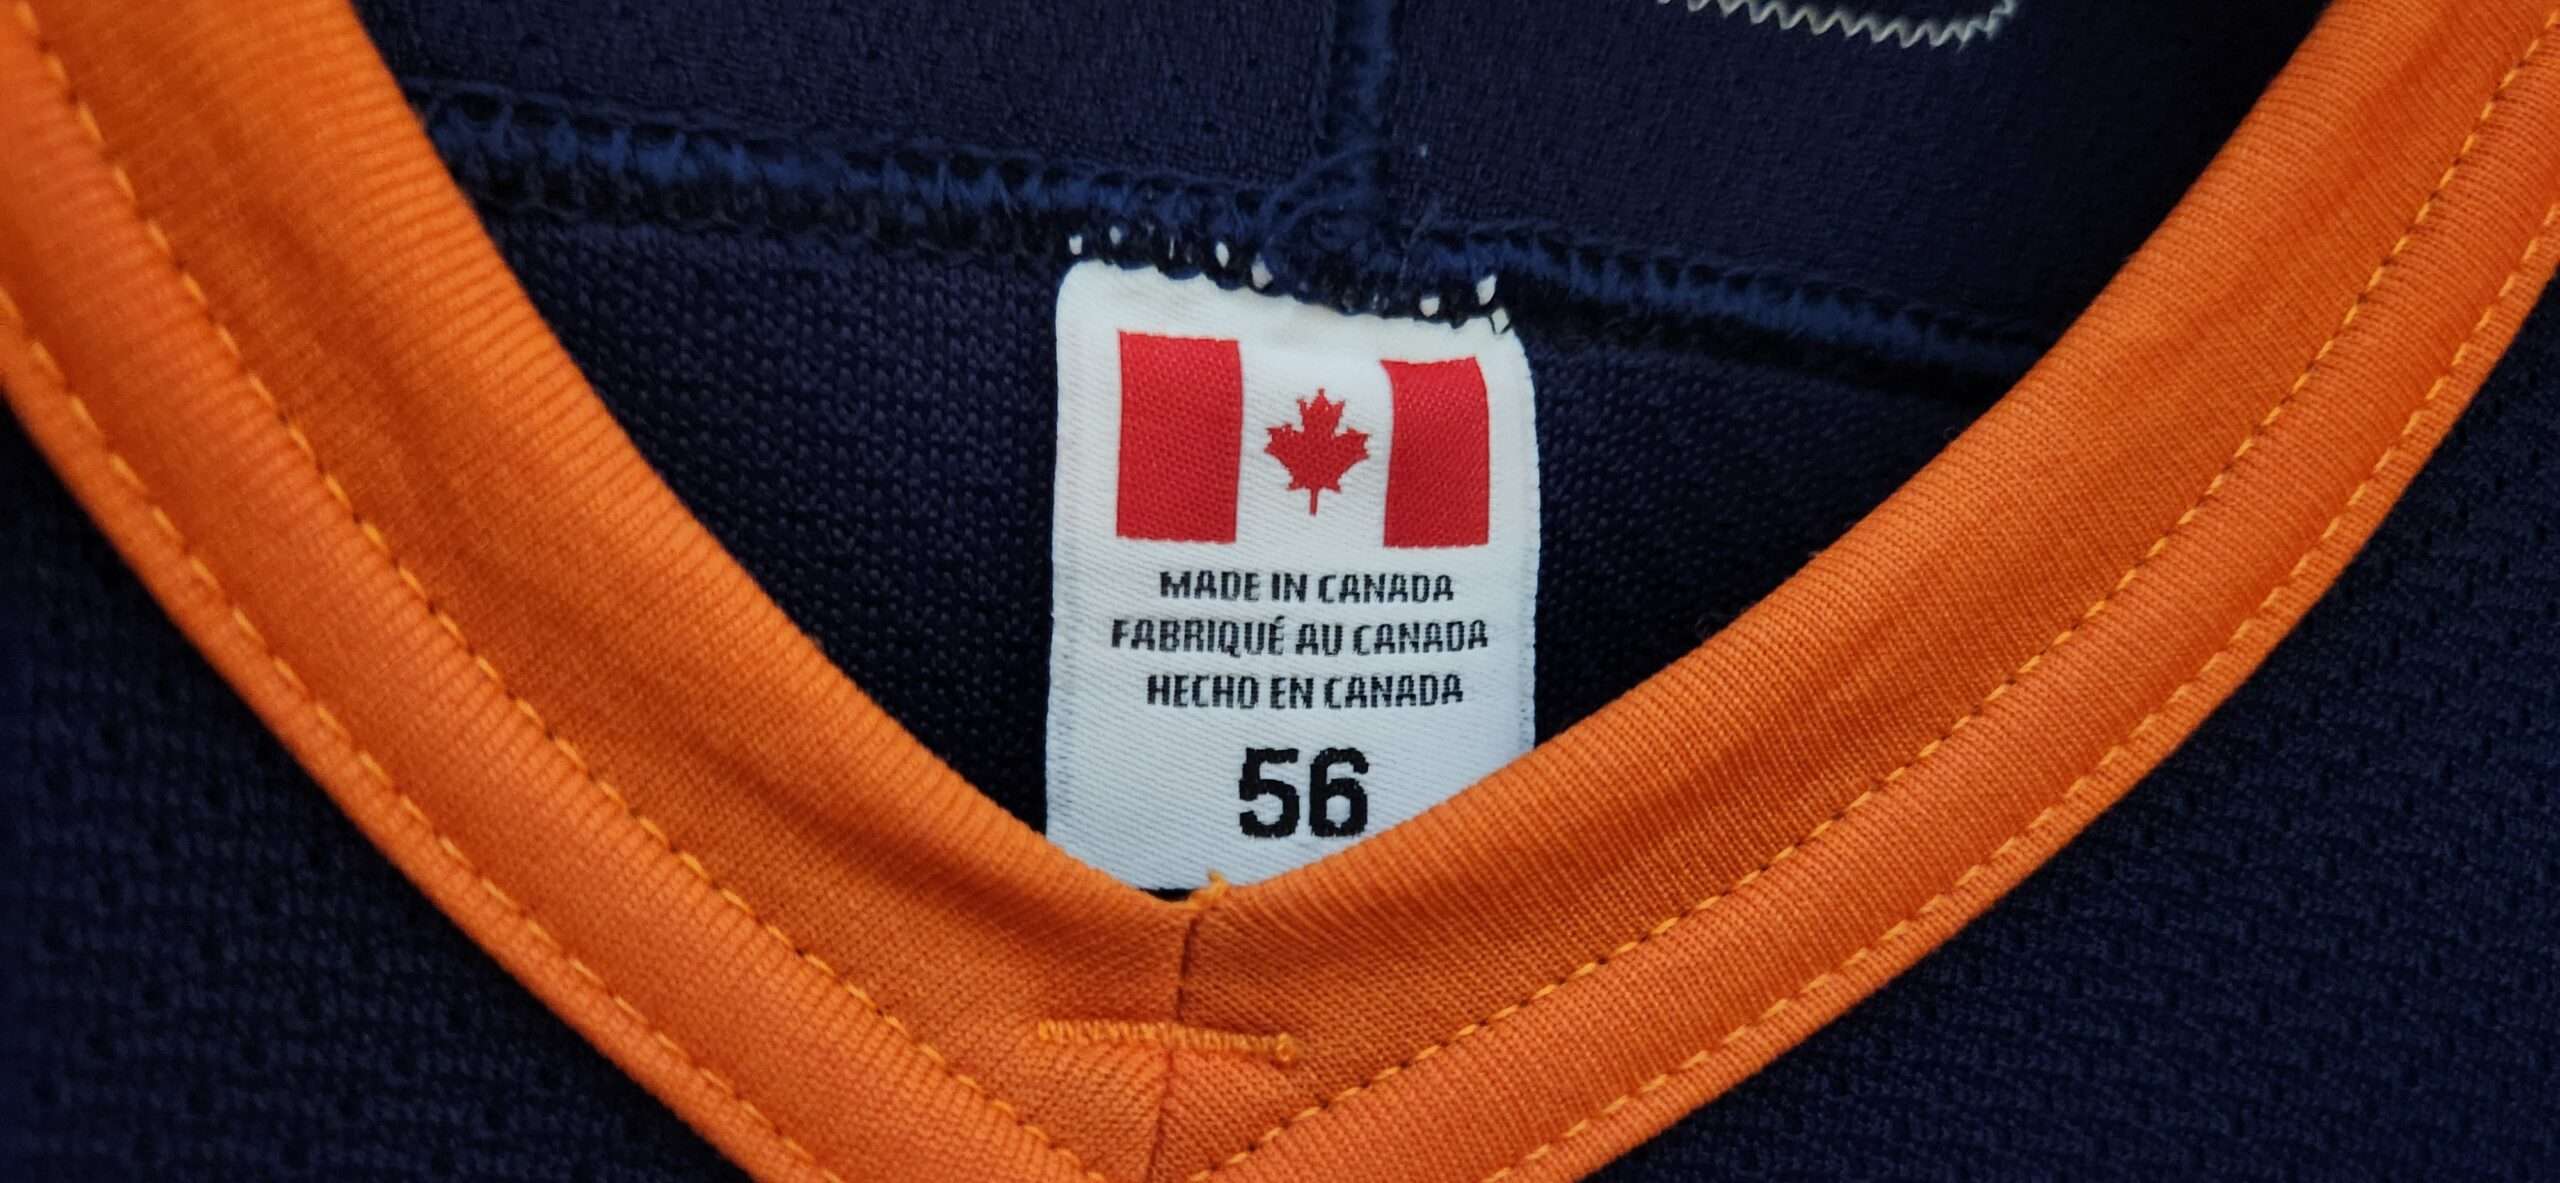 MADE IN CANADA
FABRIQUÉ AU CANADA
HECHO EN CANADA
56